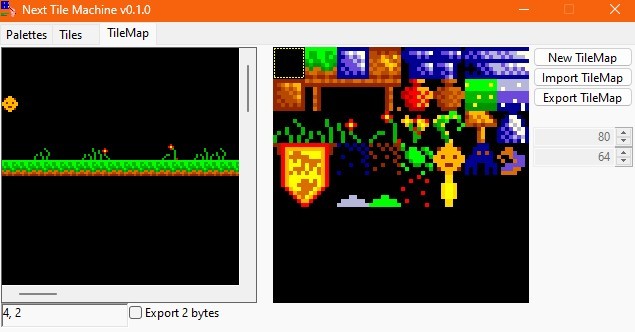 Next Tile Machine v0.1.0
Palettes Tiles TileMap
New TileMap
Import TileMap
Export TileMap
80
64
4, 2
Export 2 bytes